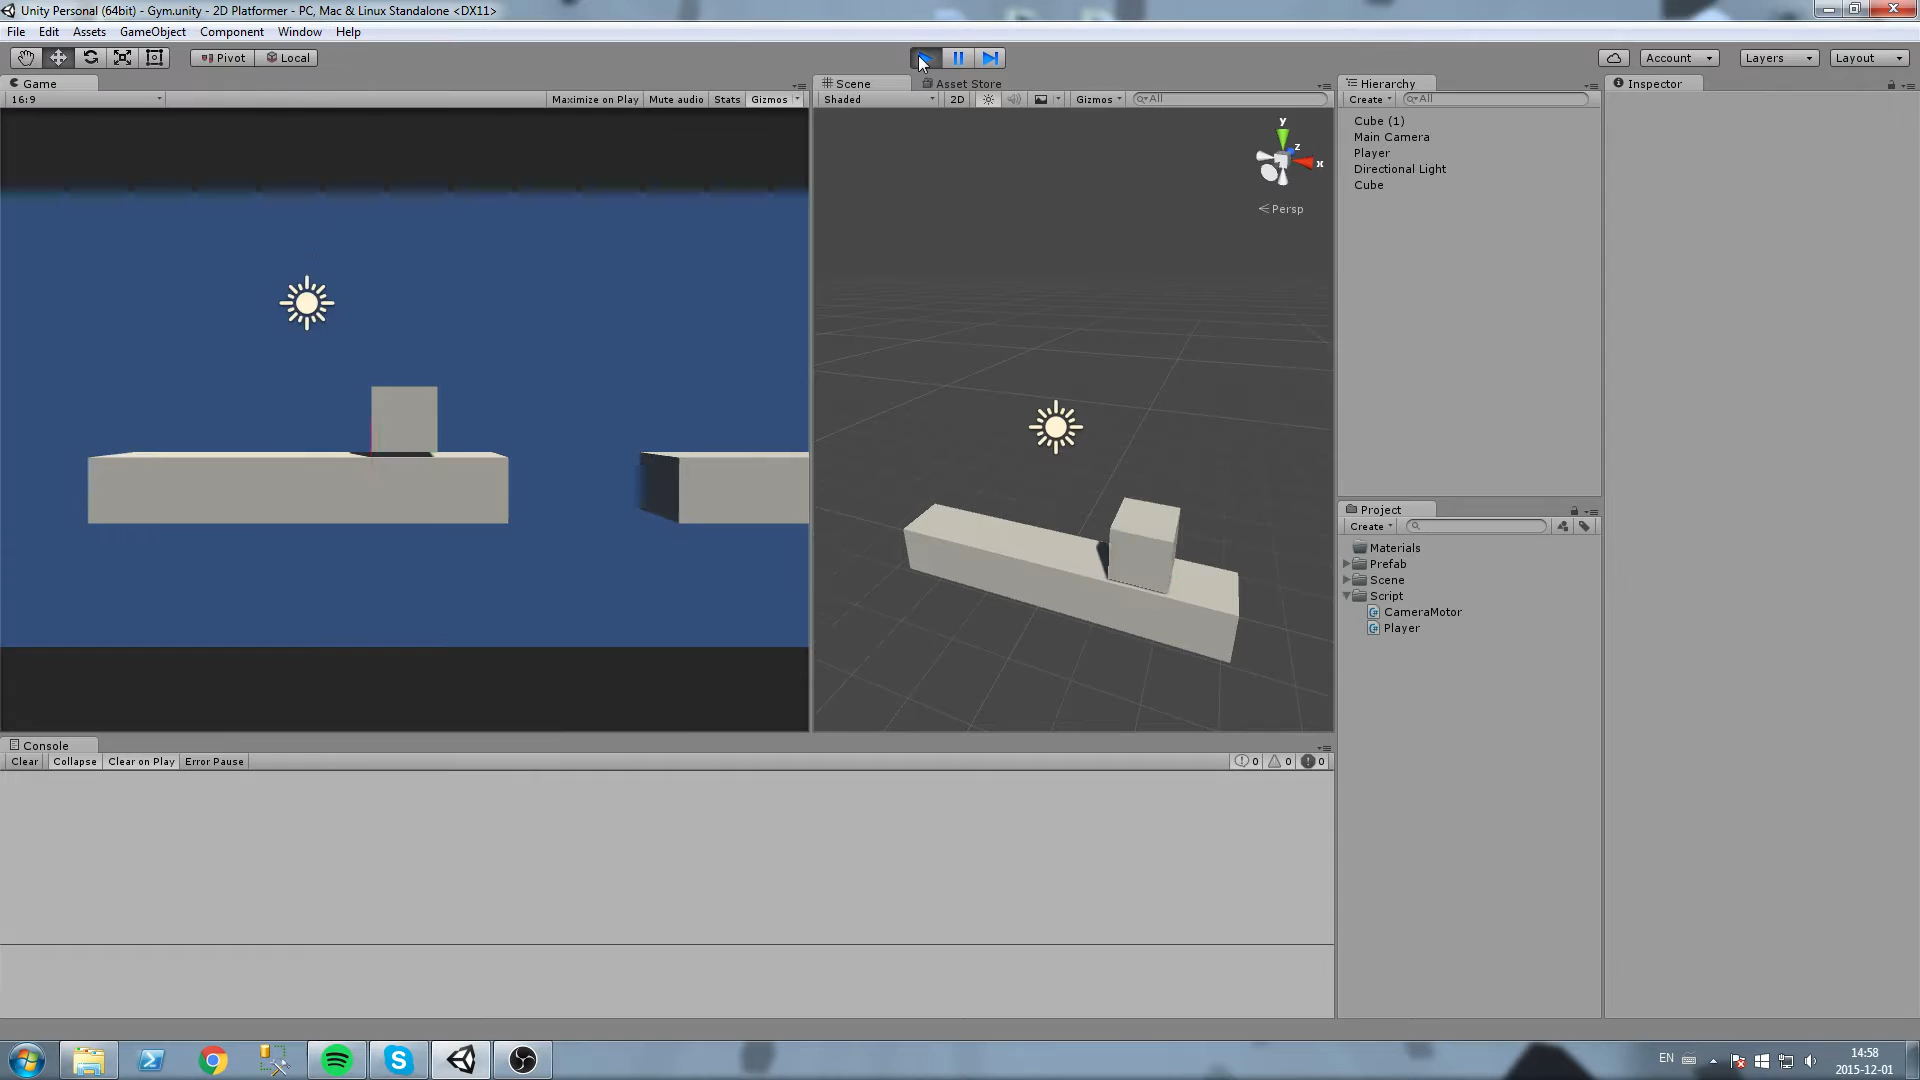 Unity Personal (64bit) - Gym.unity - 2D Platformer - PC, Mac & Linux Standalone <DX11>
File Edit Assets GameObject Component Window Help
Pivot Local Account Layers Layout
Game
16:9 Maximize on Play Mute audio Stats Gizmos
Scene Asset Store
Shaded 2D Gizmos All
y
z
x
Persp
Hierarchy
Create All
Cube (1)
Main Camera
Player
Directional Light
Cube
Project
Create
Materials
Prefab
Scene
Script
CameraMotor
Player
Inspector
Console
Clear Collapse Clear on Play Error Pause 0 0 0
EN
14:58
2015-12-01